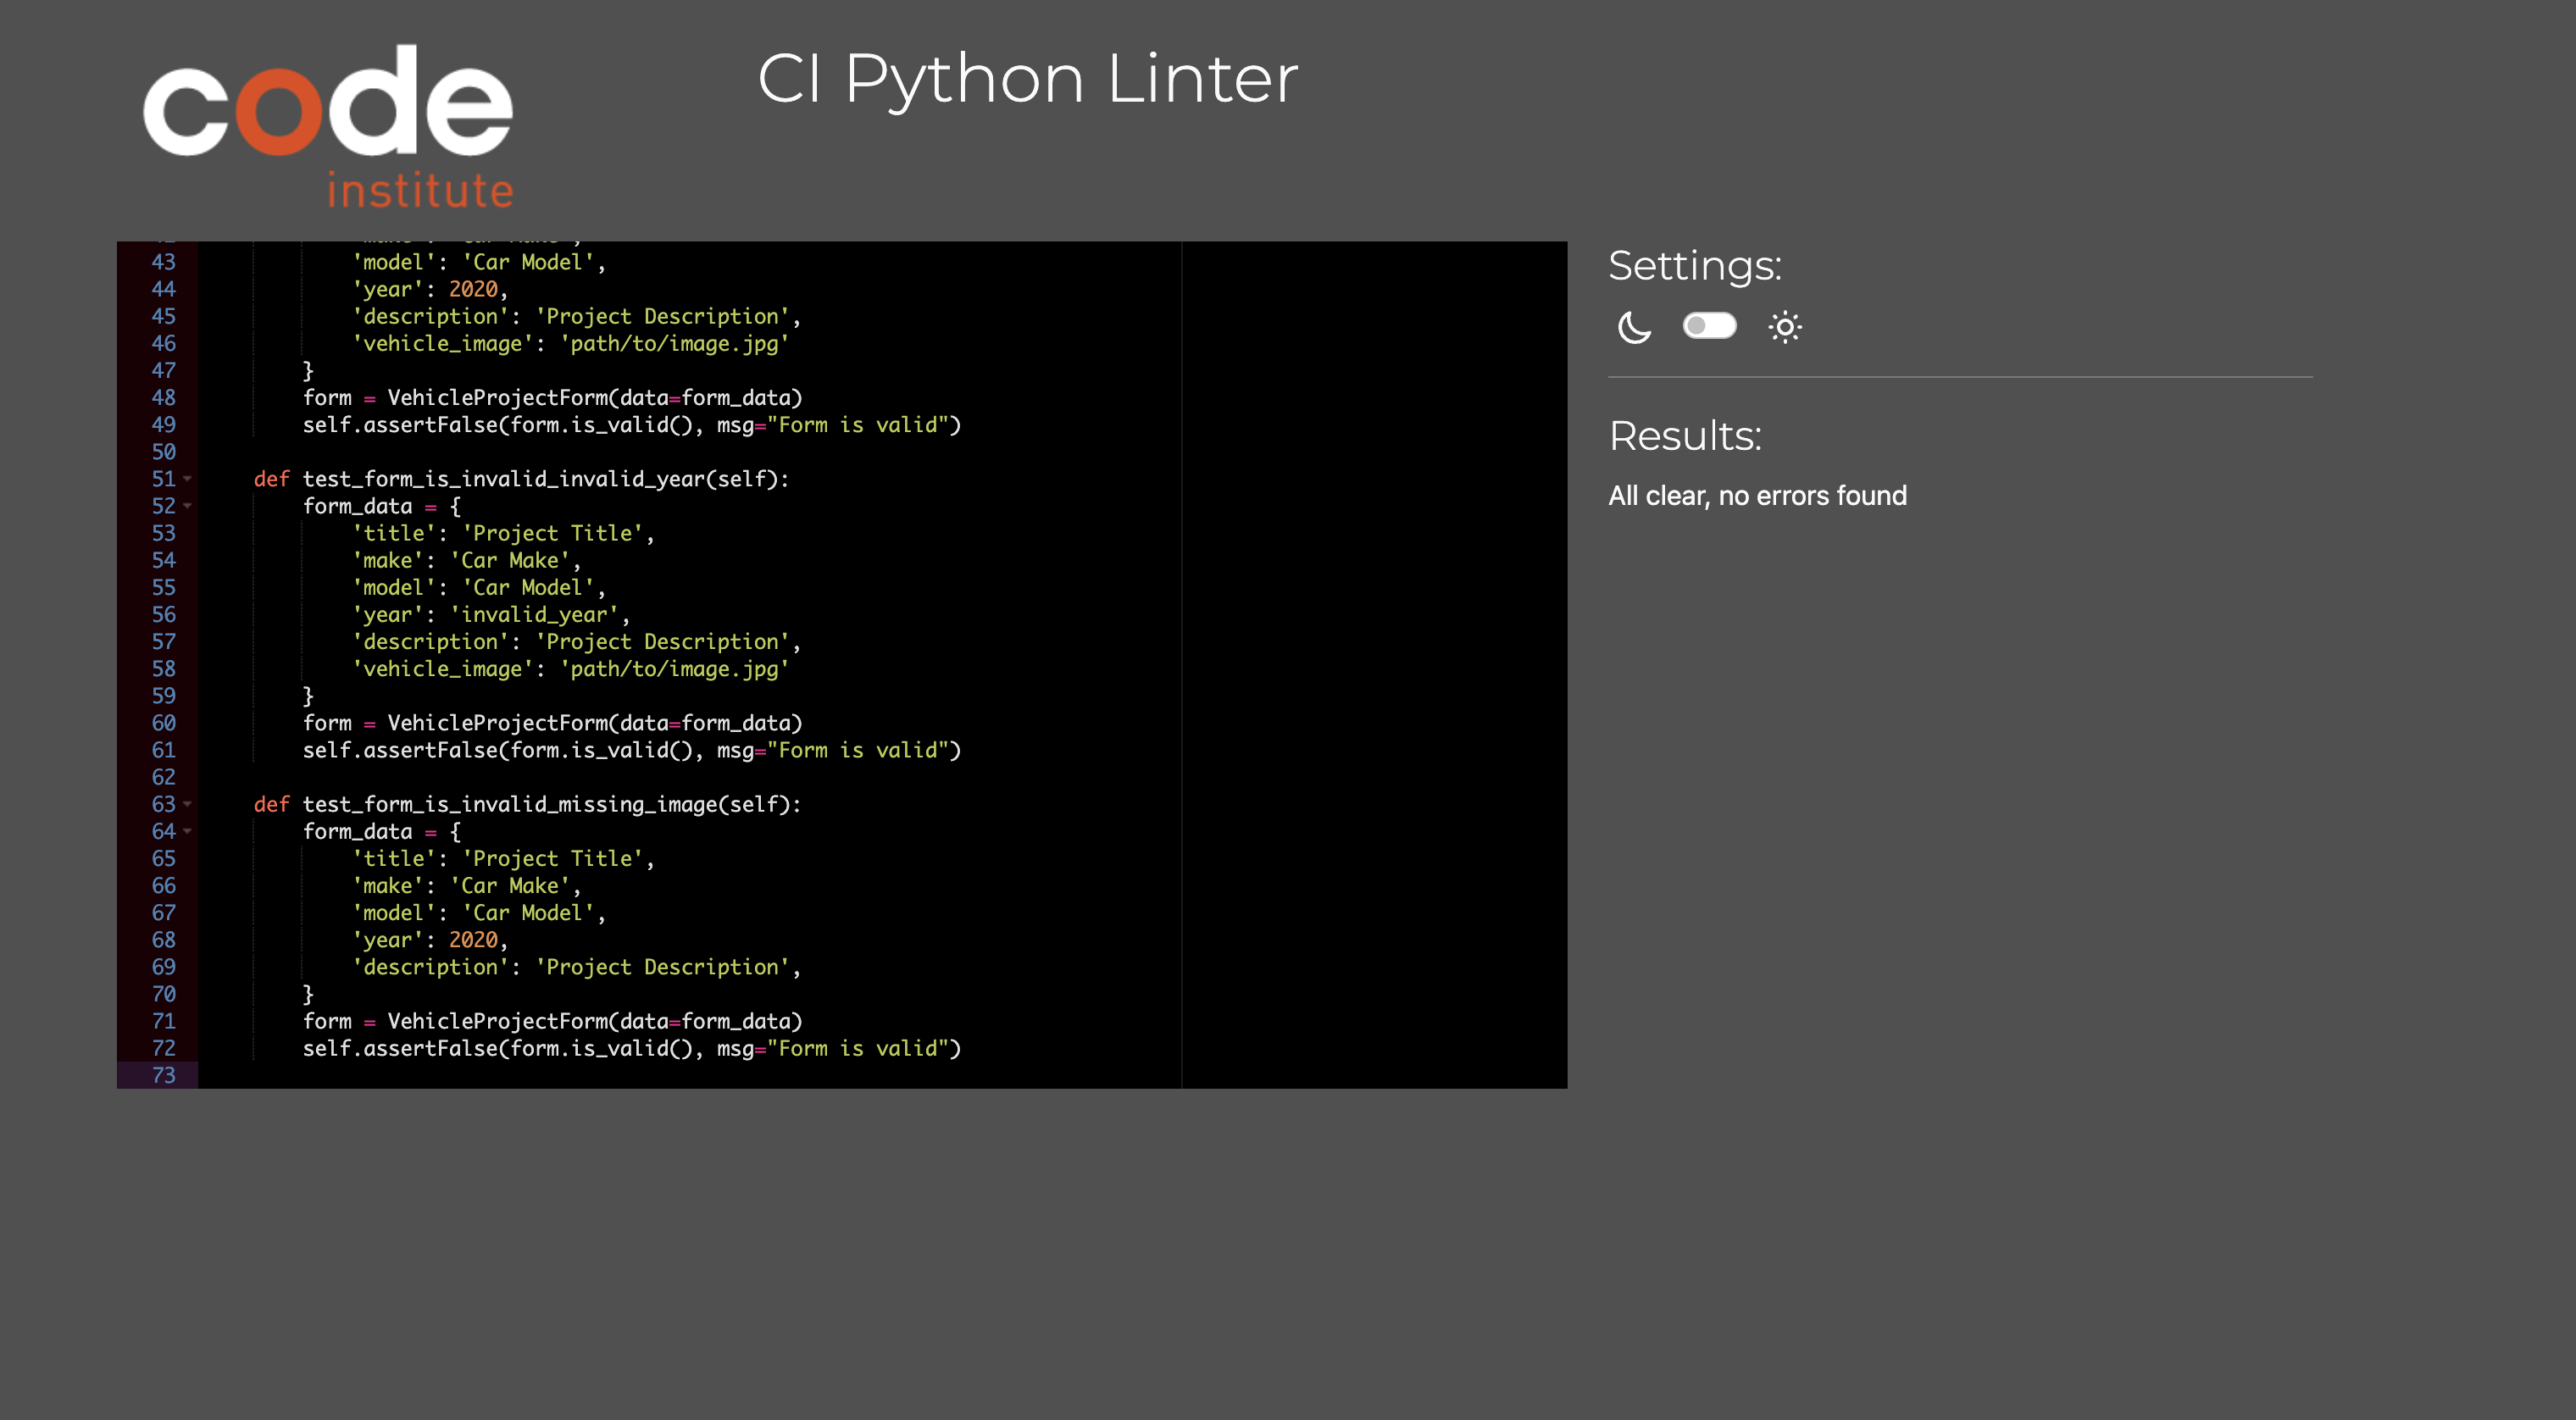 code
institute
CI Python Linter
43 'model': 'Car Model',
44 'year': 2020,
45 'description': 'Project Description',
46 'vehicle_image': 'path/to/image.jpg'
47 }
48 form = VehicleProjectForm(data=form_data)
49 self.assertFalse(form.is_valid(), msg="Form is valid")
50
51 def test_form_is_invalid_invalid_year(self):
52 form_data = {
53 'title': 'Project Title',
54 'make': 'Car Make',
55 'model': 'Car Model',
56 'year': 'invalid_year',
57 'description': 'Project Description',
58 'vehicle_image': 'path/to/image.jpg'
59 }
60 form = VehicleProjectForm(data=form_data)
61 self.assertFalse(form.is_valid(), msg="Form is valid")
62
63 def test_form_is_invalid_missing_image(self):
64 form_data = {
65 'title': 'Project Title',
66 'make': 'Car Make',
67 'model': 'Car Model',
68 'year': 2020,
69 'description': 'Project Description',
70 }
71 form = VehicleProjectForm(data=form_data)
72 self.assertFalse(form.is_valid(), msg="Form is valid")
73
Settings:
Results:
All clear, no errors found